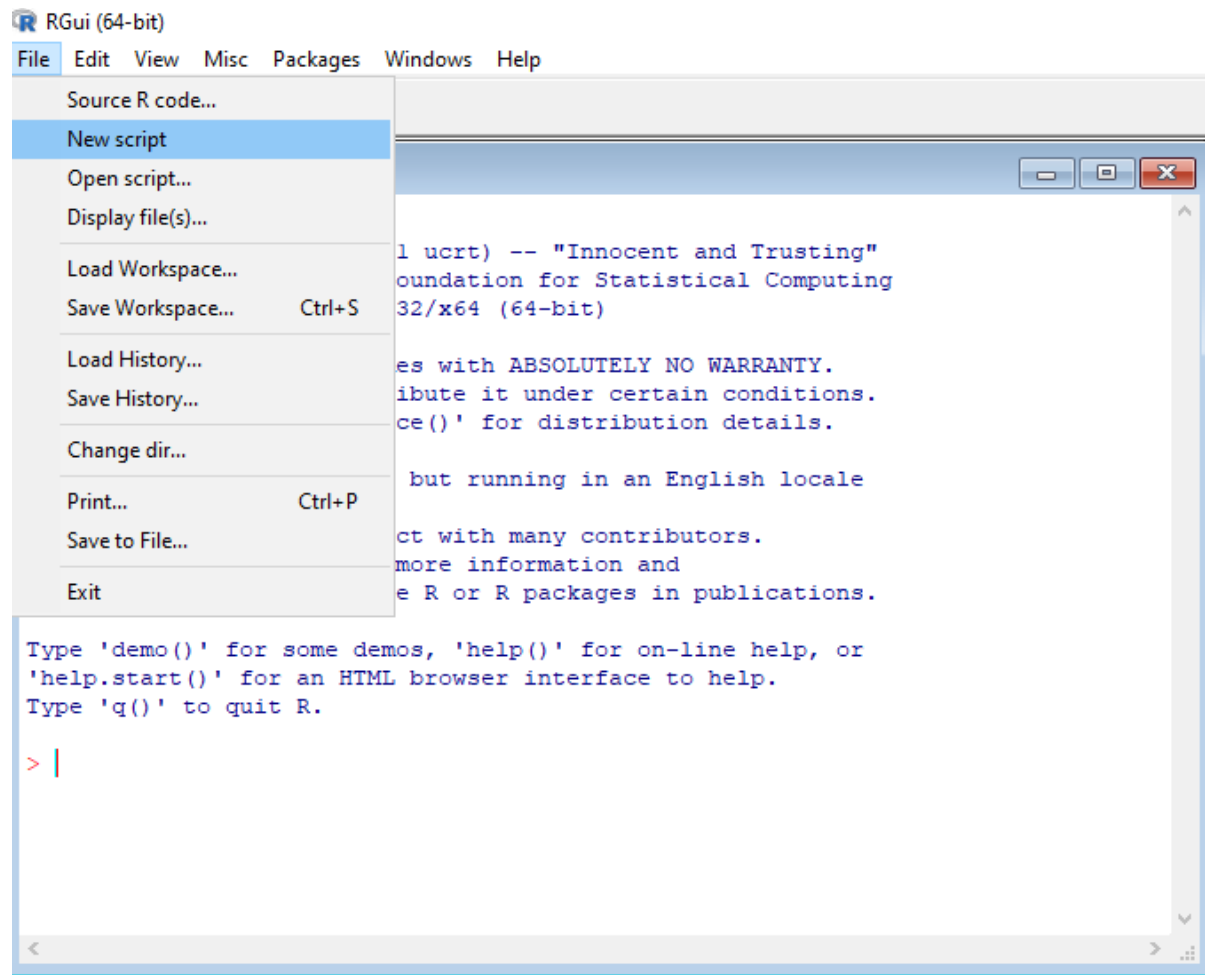 RGui (64-bit)
File Edit View Misc Packages Windows Help
Source R code...
New script
Open script...
Display file(s)...
Load Workspace...
Save Workspace... Ctrl+S
Load History...
Save History...
Change dir...
Print... Ctrl+P
Save to File...
Exit
ucrt) -- "Innocent and Trusting"
oundation for Statistical Computing
32/x64 (64-bit)
es with ABSOLUTELY NO WARRANTY.
ibute it under certain conditions.
ce()' for distribution details.
but running in an English locale
ct with many contributors.
more information and
e R or R packages in publications.
Type 'demo()' for some demos, 'help()' for on-line help, or
'help.start()' for an HTML browser interface to help.
Type 'q()' to quit R.
>